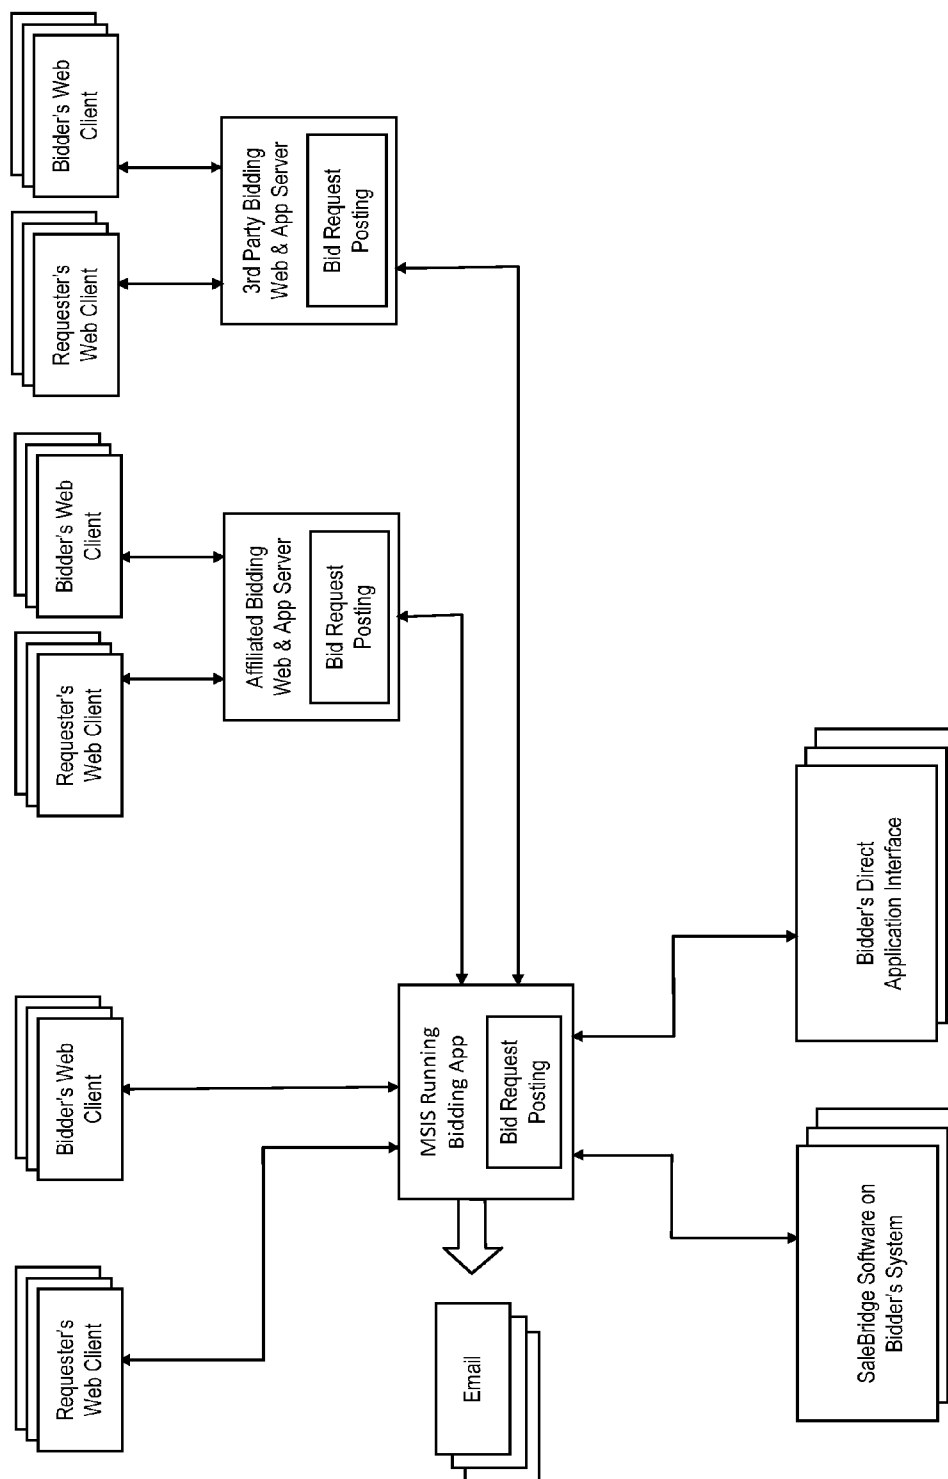 Requester's
Web Client
Bidder's Web
Client
Requester's
Web Client
Bidder's Web
Client
Requester's
Web Client
Bidder's Web
Client
Affiliated Bidding
Web & App Server
Bid Request
Posting
3rd Party Bidding
Web & App Server
Bid Request
Posting
Email
MSIS Running
Bidding App
Bid Request
Posting
SaleBridge Software on
Bidder's System
Bidder's Direct
Application Interface